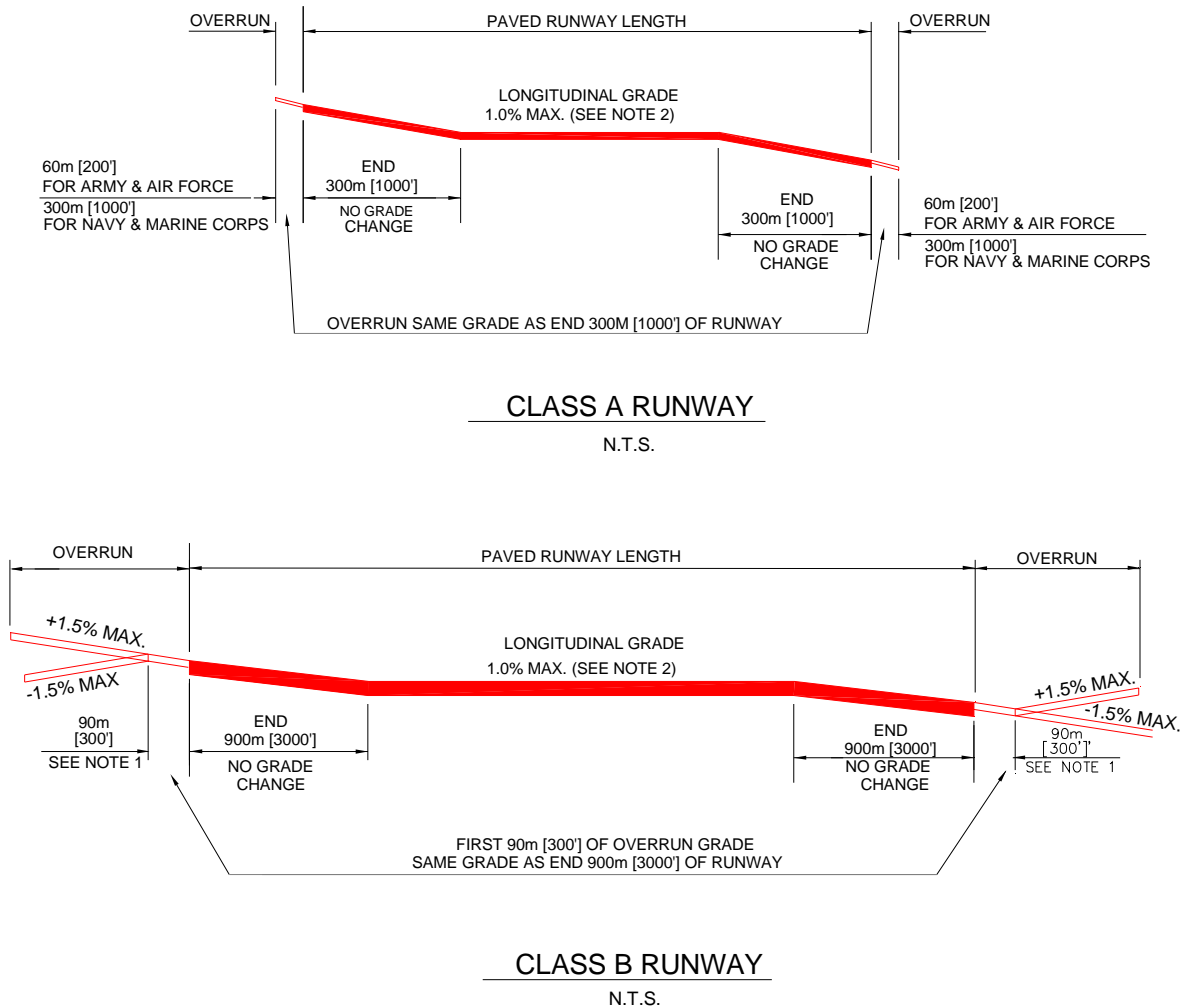 OVERRUN
PAVED RUNWAY LENGTH
OVERRUN
LONGITUDINAL GRADE
1.0% MAX. (SEE NOTE 2)
60m [200']
FOR ARMY & AIR FORCE
300m [1000']
FOR NAVY & MARINE CORPS
END
300m [1000']
NO GRADE
CHANGE
END
300m [1000']
NO GRADE
CHANGE
60m [200']
FOR ARMY & AIR FORCE
300m [1000']
FOR NAVY & MARINE CORPS
OVERRUN SAME GRADE AS END 300M [1000'] OF RUNWAY
CLASS A RUNWAY
N.T.S.
OVERRUN
PAVED RUNWAY LENGTH
OVERRUN
+1.5% MAX.
-1.5% MAX
LONGITUDINAL GRADE
1.0% MAX. (SEE NOTE 2)
+1.5% MAX.
-1.5% MAX.
90m
[300']
SEE NOTE 1
END
900m [3000']
NO GRADE
CHANGE
END
900m [3000']
NO GRADE
CHANGE
90m
[300']'
SEE NOTE 1
FIRST 90m [300'] OF OVERRUN GRADE
SAME GRADE AS END 900m [3000'] OF RUNWAY
CLASS B RUNWAY
N.T.S.